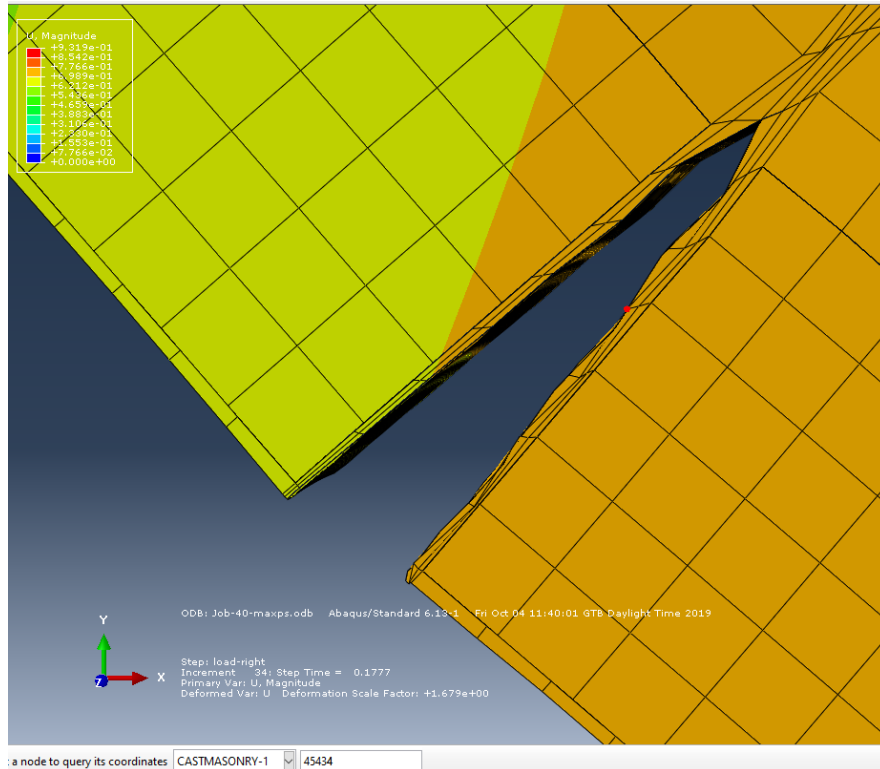 U, Magnitude
+9.319e-01
+8.542e-01
+7.766e-01
+6.989e-01
+6.212e-01
+5.436e-01
+4.659e-01
+3.883e-01
+3.106e-01
+2.330e-01
+1.553e-01
+7.766e-02
+0.000e+00
ODB: Job-40-maxps.odb Abaqus/Standard 6.13-1 Fri Oct 04 11:40:01 GTB Daylight Time 2019
Y
Z X
Step: load-right
Increment 34: Step Time = 0.1777
Primary Var: U, Magnitude
Deformed Var: U Deformation Scale Factor: +1.679e+00
: a node to query its coordinates CASTMASONRY-1 45434